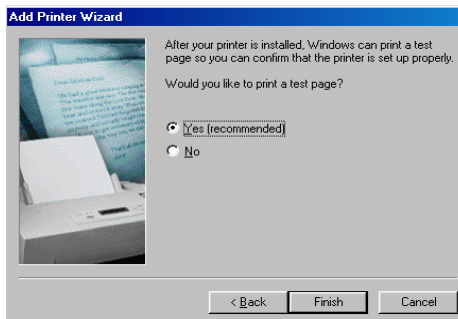 Add Printer Wizard
After your printer is installed, Windows can print a test
page so you can confirm that the printer is set up properly.
Would you like to print a test page?
Yes (recommended)
No
< Back
Finish
Cancel